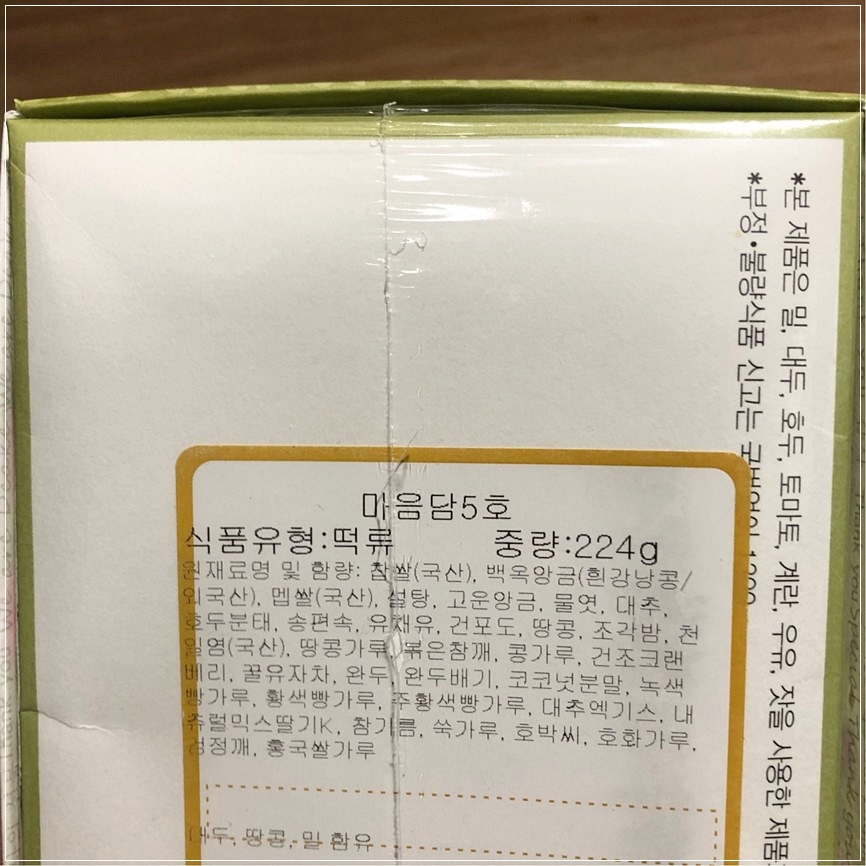 마음담5호
식품유형:떡류 중량:224g
원재료명 및 함량: 찹쌀(국산), 백옥앙금(흰강낭콩/
외국산), 멥쌀(국산), 설탕, 고운앙금, 물엿, 대추,
호두분태, 송편속, 유채유, 건포도, 땅콩, 조각밤, 천
일염(국산), 땅콩가루, 볶은참깨, 콩가루, 건조크랜
베리, 꿀유자차, 완두, 완두배기, 코코넛분말, 녹색
빵가루, 황색빵가루, 주황색빵가루, 대추엑기스, 내
츄럴믹스딸기K, 참기름, 쑥가루, 호박씨, 호화가루,
검정깨, 홍국쌀가루
대두, 땅콩, 밀 함유
*본 제품은 밀, 대두, 호두, 토마토, 계란, 우유, 잣을 사용한 제품
*부정•불량식품 신고는 국번없이 1399